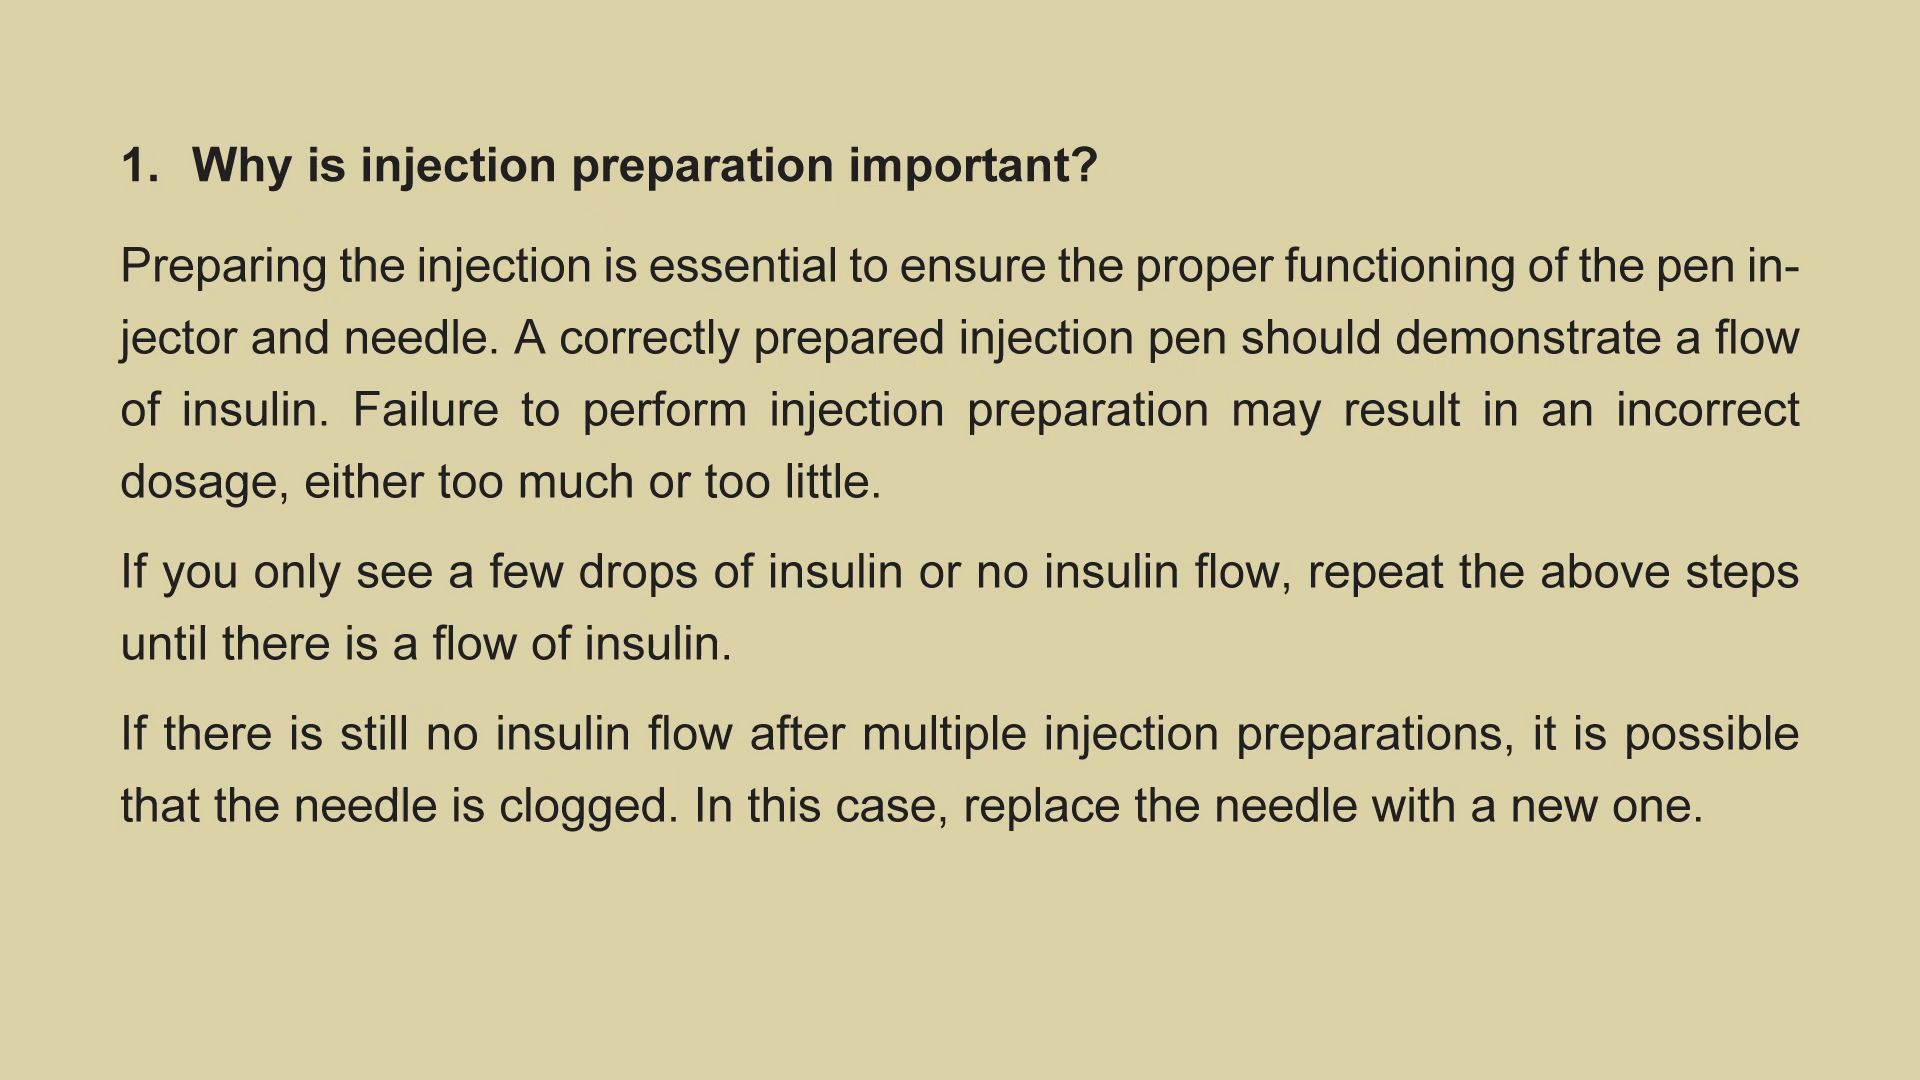 1. Why is injection preparation important?
Preparing the injection is essential to ensure the proper functioning of the pen in-
jector and needle. A correctly prepared injection pen should demonstrate a flow
of insulin. Failure to perform injection preparation may result in an incorrect
dosage, either too much or too little.
If you only see a few drops of insulin or no insulin flow, repeat the above steps
until there is a flow of insulin.
If there is still no insulin flow after multiple injection preparations, it is possible
that the needle is clogged. In this case, replace the needle with a new one.